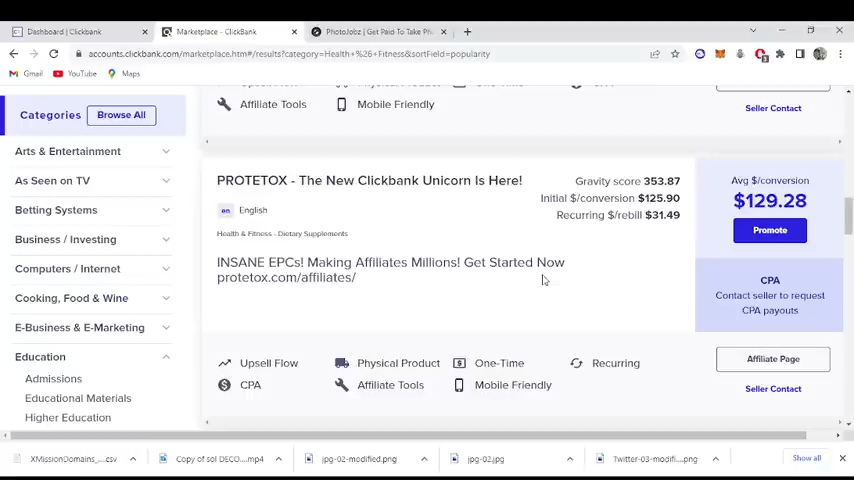 Dashboard | Clickbank
Marketplace - ClickBank
PhotoJobz | Get Paid To Take Ph
accounts.clickbank.com/marketplace.htm#/results?category=Health+%26+Fitness&sortField=popularity
Gmail
YouTube
Maps
Categories
Browse All
Arts & Entertainment
As Seen on TV
Betting Systems
Business / Investing
Computers / Internet
Cooking, Food & Wine
E-Business & E-Marketing
Education
Admissions
Educational Materials
Higher Education
Affiliate Tools
Mobile Friendly
Seller Contact
PROTETOX - The New Clickbank Unicorn Is Here!
en English
Health & Fitness - Dietary Supplements
Gravity score 353.87
Initial $/conversion $125.90
Recurring $/rebill $31.49
INSANE EPCs! Making Affiliates Millions! Get Started Now
protetox.com/affiliates/
Avg $/conversion
$129.28
Promote
CPA
Contact seller to request
CPA payouts
Upsell Flow
Physical Product
One-Time
Recurring
CPA
Affiliate Tools
Mobile Friendly
Affiliate Page
Seller Contact
XMissionDomains_....csv
Copy of sol DECO....mp4
jpg-02-modified.png
jpg-02.jpg
Twitter-03-modifi....png
Show all